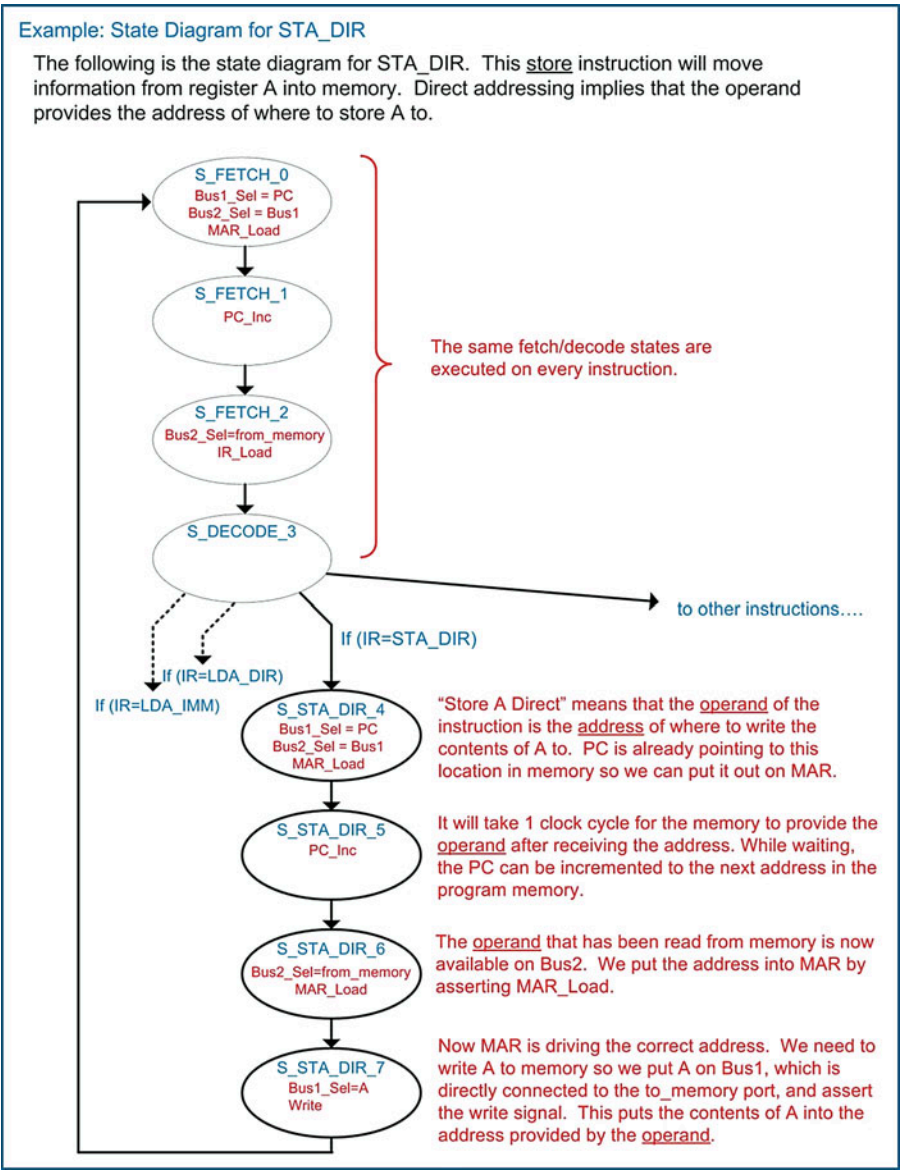 Example: State Diagram for STA_DIR
The following is the state diagram for STA_DIR.  This store instruction will move
information from register A into memory.  Direct addressing implies that the operand
provides the address of where to store A to.
S_FETCH_0
Bus1_Sel = PC
Bus2_Sel = Bus1
MAR_Load
S_FETCH_1
PC_Inc
The same fetch/decode states are
executed on every instruction.
S_FETCH_2
Bus2_Sel=from_memory
IR_Load
S_DECODE_3
to other instructions....
If (IR=STA_DIR)
If (IR=LDA_DIR)
If (IR=LDA_IMM)
S_STA_DIR_4
Bus1_Sel = PC
Bus2_Sel = Bus1
MAR_Load
“Store A Direct” means that the operand of the
instruction is the address of where to write the
contents of A to.  PC is already pointing to this
location in memory so we can put it out on MAR.
S_STA_DIR_5
PC_Inc
It will take 1 clock cycle for the memory to provide the
operand after receiving the address. While waiting,
the PC can be incremented to the next address in the
program memory.
S_STA_DIR_6
Bus2_Sel=from_memory
MAR_Load
The operand that has been read from memory is now
available on Bus2.  We put the address into MAR by
asserting MAR_Load.
S_STA_DIR_7
Bus1_Sel=A
Write
Now MAR is driving the correct address.  We need to
write A to memory so we put A on Bus1, which is
directly connected to the to_memory port, and assert
the write signal.  This puts the contents of A into the
address provided by the operand.